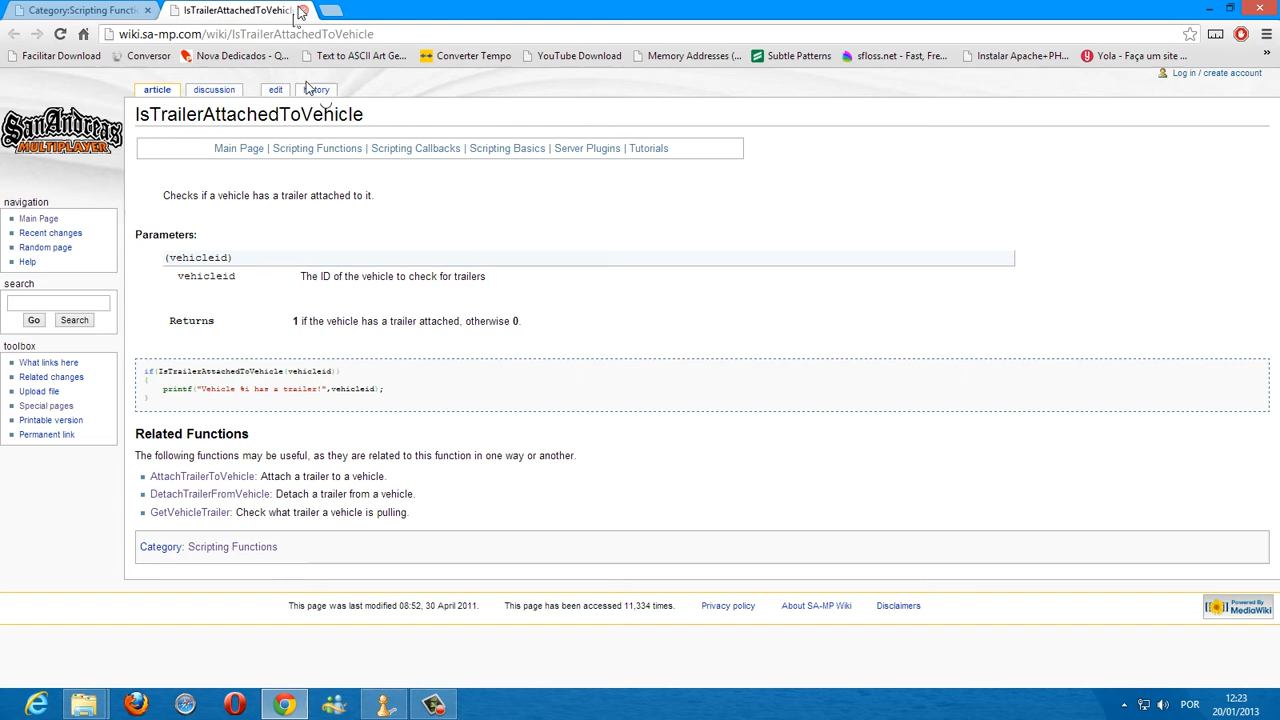 Category:Scripting Functi
IsTrailerAttachedToVehicl
wiki.sa-mp.com/wiki/IsTrailerAttachedToVehicle
Facilitar Download
Conversor
Nova Dedicados - Q...
Text to ASCII Art Ge...
Converter Tempo
YouTube Download
Memory Addresses (...
Subtle Patterns
sfloss.net - Fast, Fre...
Instalar Apache+PH...
Yola - Faça um site ...
»
Log in / create account
article
discussion
edit
history
SanAndreas
MULTIPLAYER
IsTrailerAttachedToVehicle
Main Page | Scripting Functions | Scripting Callbacks | Scripting Basics | Server Plugins | Tutorials
Checks if a vehicle has a trailer attached to it.
Parameters:
(vehicleid)
vehicleid The ID of the vehicle to check for trailers
Returns 1 if the vehicle has a trailer attached, otherwise 0.
if(IsTrailerAttachedToVehicle(vehicleid))
{
printf("Vehicle %i has a trailer!",vehicleid);
}
Related Functions
The following functions may be useful, as they are related to this function in one way or another.
AttachTrailerToVehicle: Attach a trailer to a vehicle.
DetachTrailerFromVehicle: Detach a trailer from a vehicle.
GetVehicleTrailer: Check what trailer a vehicle is pulling.
Category: Scripting Functions
navigation
Main Page
Recent changes
Random page
Help
search
Go
Search
toolbox
What links here
Related changes
Upload file
Special pages
Printable version
Permanent link
This page was last modified 08:52, 30 April 2011.
This page has been accessed 11,334 times.
Privacy policy
About SA-MP Wiki
Disclaimers
Powered By
MediaWiki
POR
12:23
20/01/2013